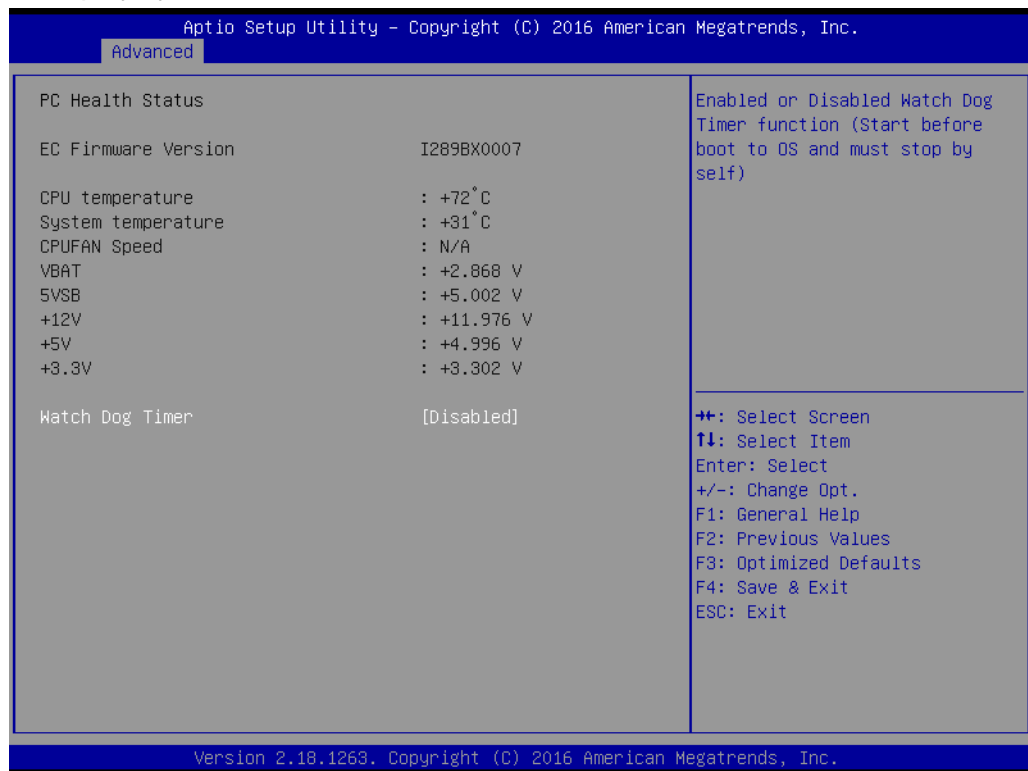 Aptio Setup Utility – Copyright (C) 2016 American Megatrends, Inc.
Advanced
PC Health Status
EC Firmware Version I289BX0007
CPU temperature : +72°C
System temperature : +31°C
CPUFAN Speed : N/A
VBAT : +2.868 V
5VSB : +5.002 V
+12V : +11.976 V
+5V : +4.996 V
+3.3V : +3.302 V
Watch Dog Timer [Disabled]
Enabled or Disabled Watch Dog
Timer function (Start before
boot to OS and must stop by
self)
→←: Select Screen
↑↓: Select Item
Enter: Select
+/-: Change Opt.
F1: General Help
F2: Previous Values
F3: Optimized Defaults
F4: Save & Exit
ESC: Exit
Version 2.18.1263. Copyright (C) 2016 American Megatrends, Inc.